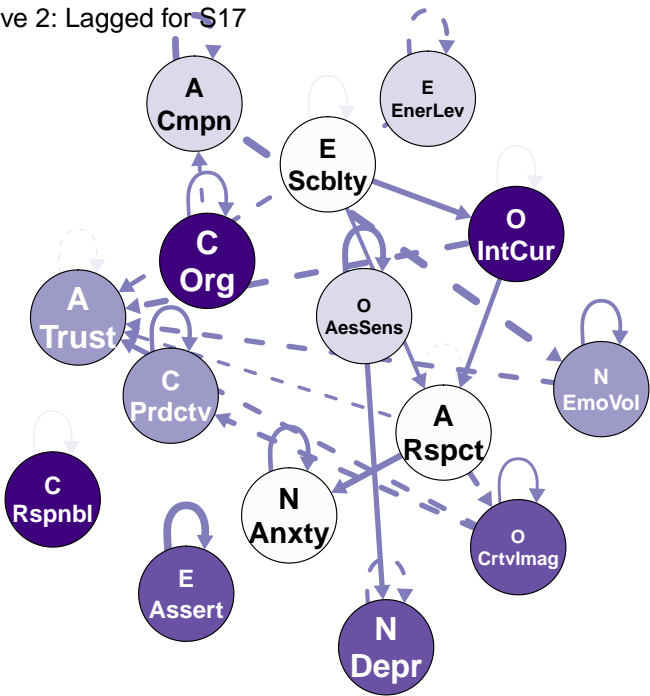 ve 2: Lagged for S17
A
Cmpn
E
EnerLev
E
Scblty
O
IntCur
C
Org
A
Trust
O
AesSens
C
Prdctv
N
EmoVol
A
Rspct
C
Rspnbl
N
Anxty
O
CrtvImag
E
Assert
N
Depr